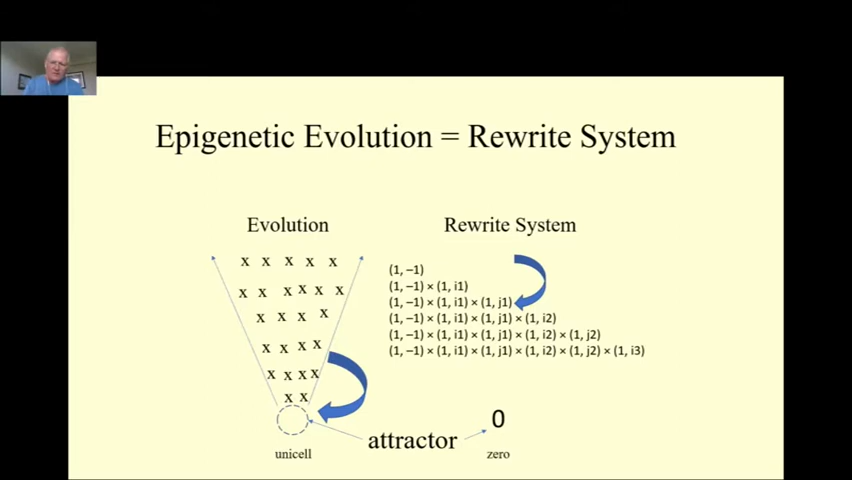 Epigenetic Evolution = Rewrite System
Evolution
Rewrite System
x x x x x
x x x x x x
x x x x
x x x x
x x x x
x x
(1, –1)
(1, –1) × (1, i1)
(1, –1) × (1, i1) × (1, j1)
(1, –1) × (1, i1) × (1, j1) × (1, i2)
(1, –1) × (1, i1) × (1, j1) × (1, i2) × (1, j2)
(1, –1) × (1, i1) × (1, j1) × (1, i2) × (1, j2) × (1, i3)
0
attractor
unicell
zero